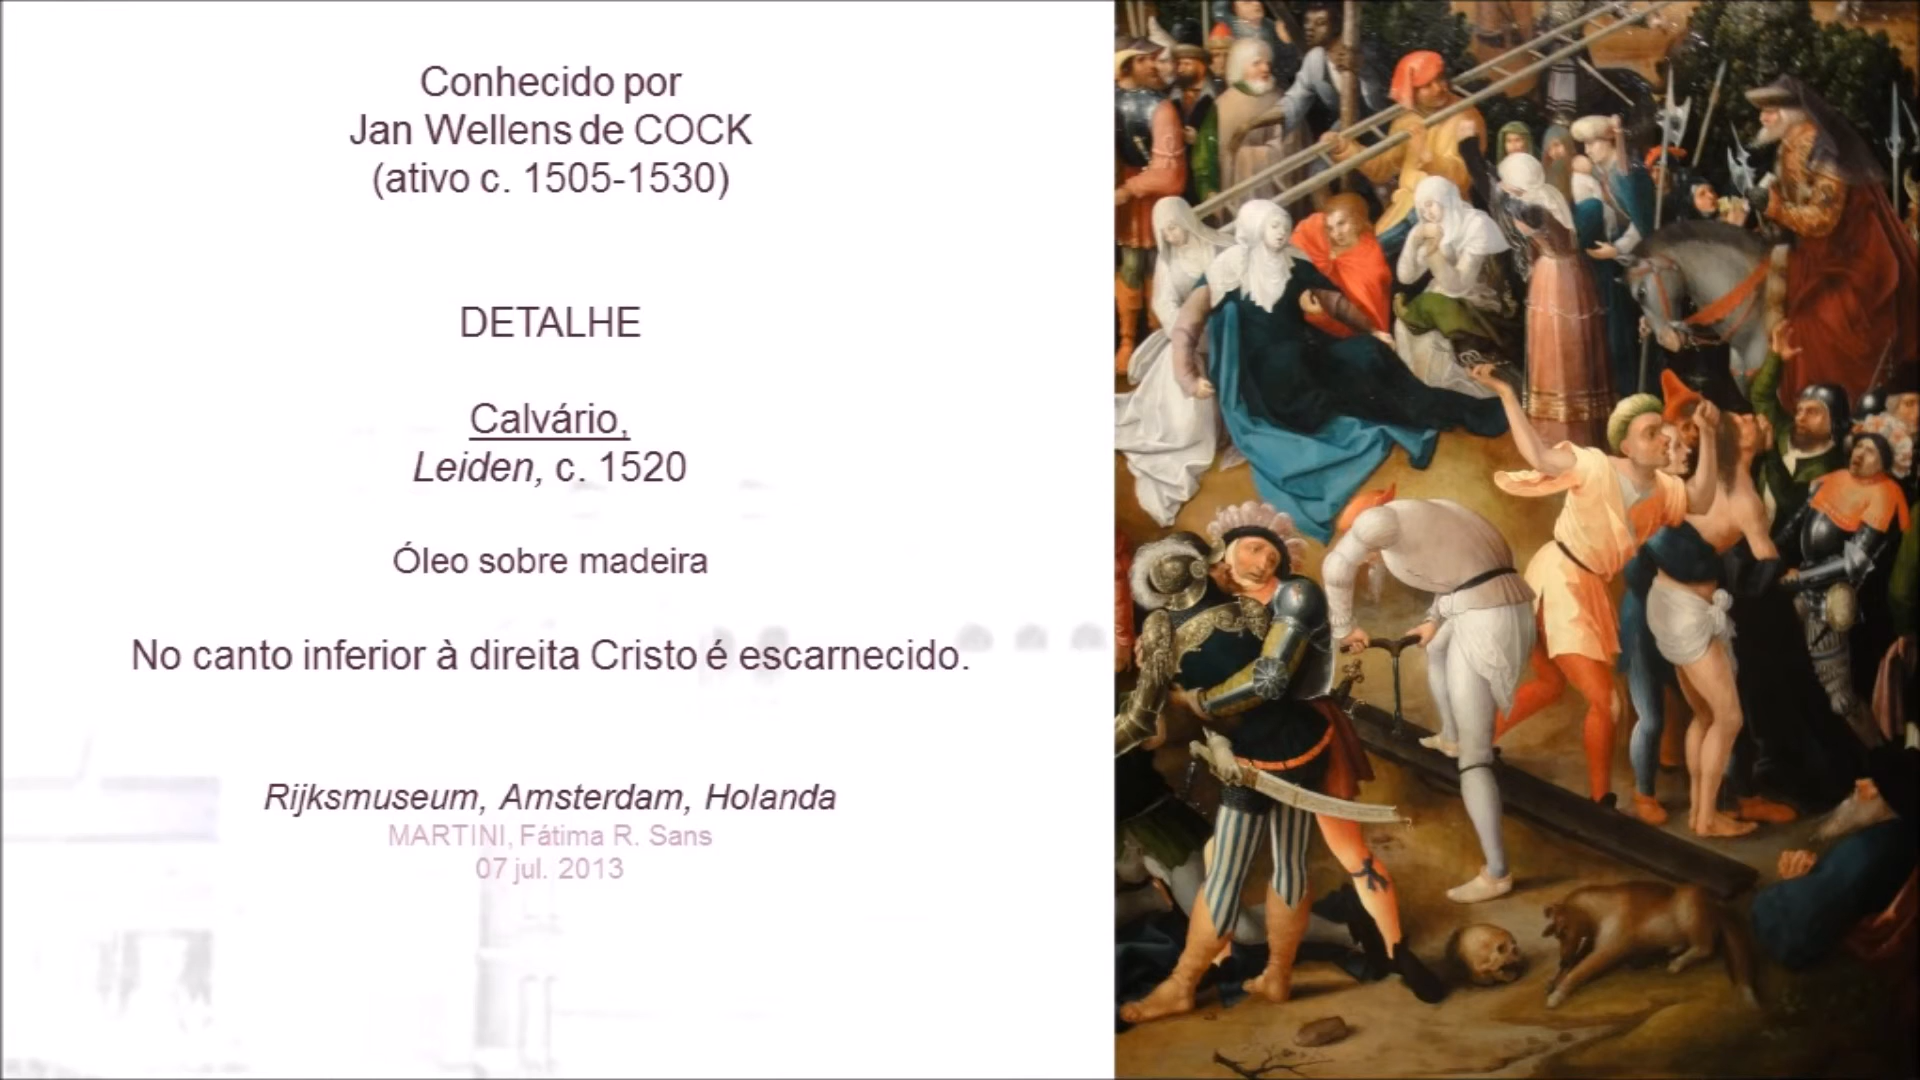 Conhecido por
Jan Wellens de COCK
(ativo c. 1505-1530)
DETALHE
Calvário,
Leiden, c. 1520
Óleo sobre madeira
No canto inferior à direita Cristo é escarnecido.
Rijksmuseum, Amsterdam, Holanda
MARTINI, Fátima R. Sans
07 jul. 2013